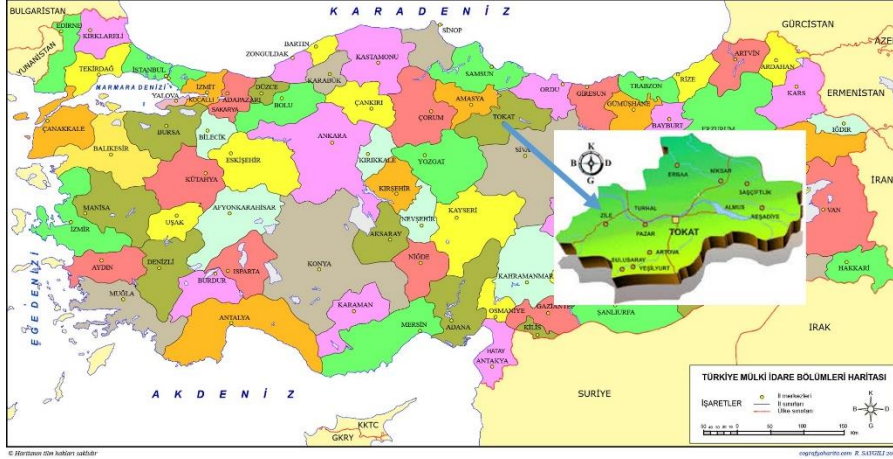 KARADENİZ
BULGARİSTAN
GÜRCİSTAN
YUNANİSTAN
ERMENİSTAN
İRAN
IRAK
SURİYE
KKTC
GKRY
MARMARA DENİZİ
EGE DENİZİ
AKDENİZ
EDİRNE
KIRKLARELİ
TEKİRDAĞ
İSTANBUL
YALOVA
İZMİT
KOCAELİ
ADAPAZARI
SAKARYA
DÜZCE
BOLU
ZONGULDAK
BARTIN
KARABÜK
KASTAMONU
SİNOP
SAMSUN
ORDU
GİRESUN
TRABZON
RİZE
ARTVİN
ARDAHAN
KARS
IĞDIR
GÜMÜŞHANE
BAYBURT
ERZURUM
ÇANKIRI
ÇORUM
AMASYA
TOKAT
ÇANAKKALE
BALIKESİR
BURSA
BİLECİK
ESKİŞEHİR
ANKARA
KIRIKKALE
YOZGAT
KÜTAHYA
MANİSA
İZMİR
UŞAK
AFYONKARAHİSAR
KIRŞEHİR
NEVŞEHİR
KAYSERİ
AKSARAY
NİĞDE
KONYA
AYDIN
DENİZLİ
ISPARTA
BURDUR
MUĞLA
ANTALYA
KARAMAN
MERSİN
ADANA
KAHRAMANMAR
OSMANİYE
GAZİANTEP
KİLİS
ŞANLIURFA
HATAY
ANTAKYA
VAN
HAKKARİ
K
B D
G
ERBAA
NİKSAR
BAŞÇİFTLİK
ZİLE
TURHAL
ALMUS
REŞADİYE
PAZAR
TOKAT
ARTOVA
SULUSARAY
YEŞİLYURT
TÜRKİYE MÜLKİ İDARE BÖLÜMLERİ HARİTASI
İŞARETLER
İl merkezleri
İl sınırları
Ülke sınırları
K
B D
G
© Haritanın tüm hakları saklıdır
cografyaharita.com R. SAYGILI